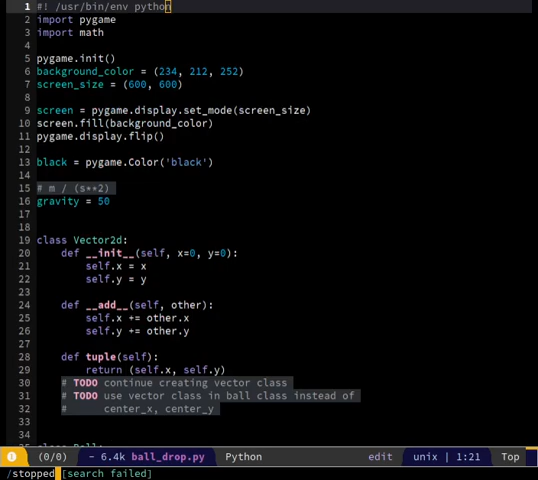 1 #! /usr/bin/env python
2 import pygame
3 import math
4
5 pygame.init()
6 background_color = (234, 212, 252)
7 screen_size = (600, 600)
8
9 screen = pygame.display.set_mode(screen_size)
10 screen.fill(background_color)
11 pygame.display.flip()
12
13 black = pygame.Color('black')
14
15 # m / (s**2)
16 gravity = 50
17
18
19 class Vector2d:
20 def __init__(self, x=0, y=0):
21 self.x = x
22 self.y = y
23
24 def __add__(self, other):
25 self.x += other.x
26 self.y += other.y
27
28 def tuple(self):
29 return (self.x, self.y)
30 # TODO continue creating vector class
31 # TODO use vector class in ball class instead of
32 # center_x, center_y
33
34
(0/0) - 6.4k ball_drop.py Python edit unix | 1:21 Top
/stopped [search failed]